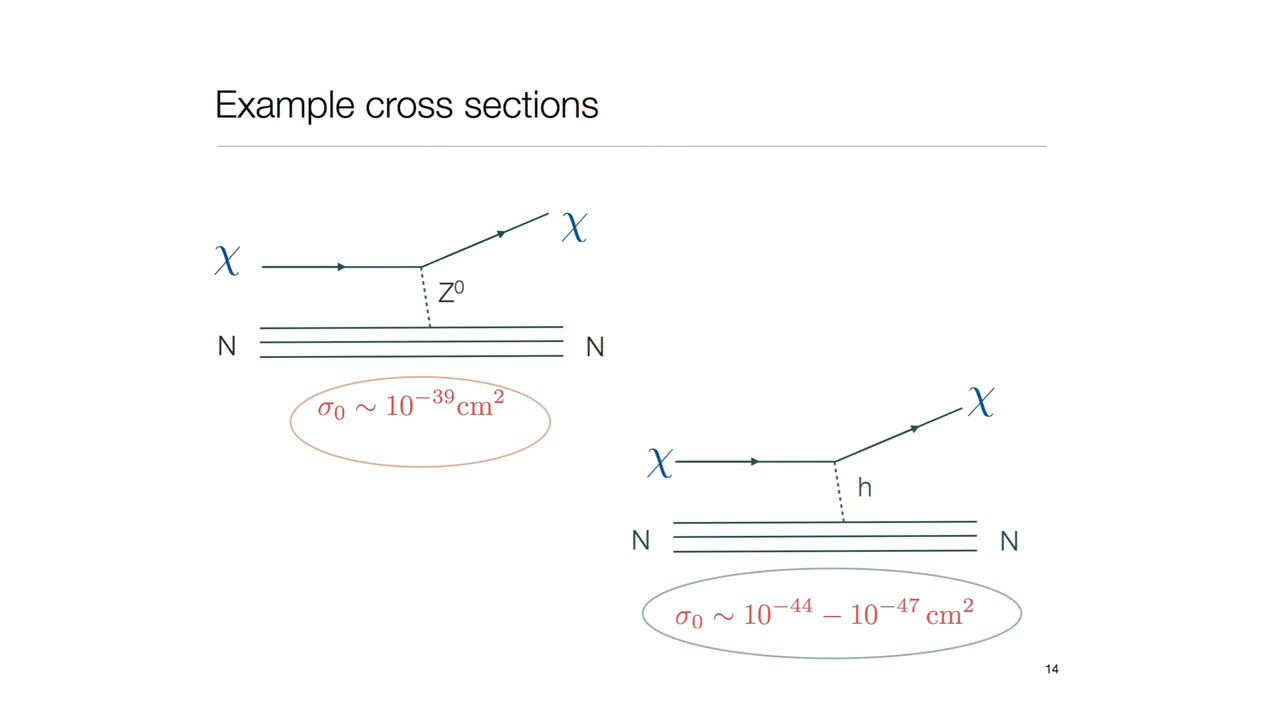 Example cross sections
χ
χ
Z⁰
N
N
σ₀ ∼ 10⁻³⁹cm²
χ
χ
h
N
N
σ₀ ∼ 10⁻⁴⁴ − 10⁻⁴⁷ cm²
14